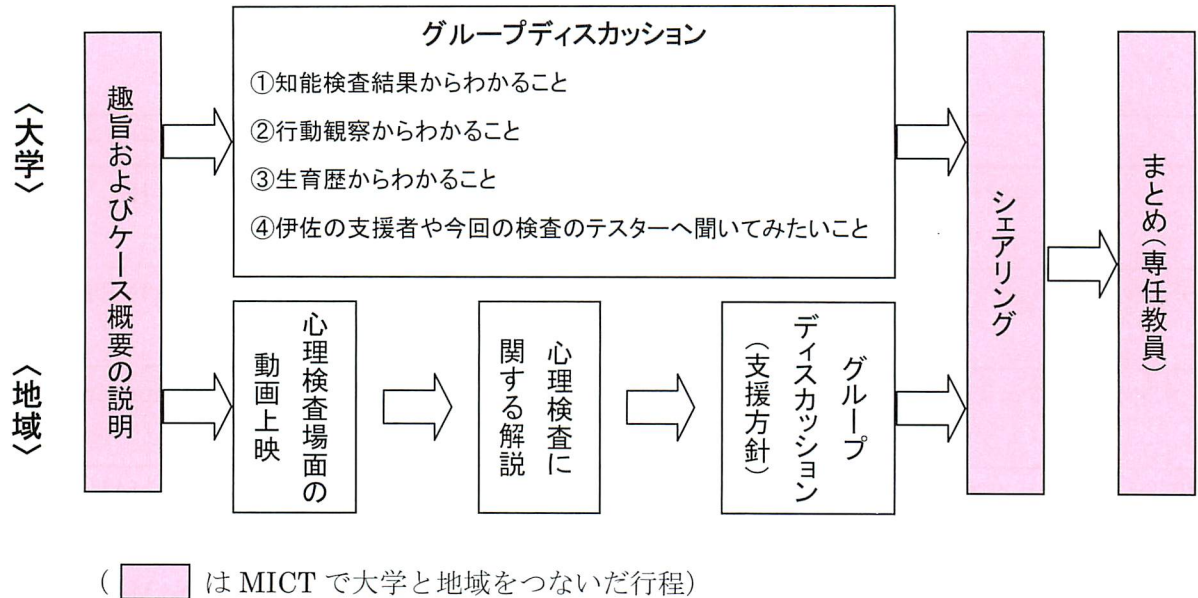 〈大学〉
〈地域〉
趣旨およびケース概要の説明
グループディスカッション
①知能検査結果からわかること
②行動観察からわかること
③生育歴からわかること
④伊佐の支援者や今回の検査のテスターへ聞いてみたいこと
心理検査場面の
動画上映
心理検査に
関する解説
グループ
ディスカッション
(支援方針)
シェアリング
まとめ(専任教員)
( は MICT で大学と地域をつないだ行程)